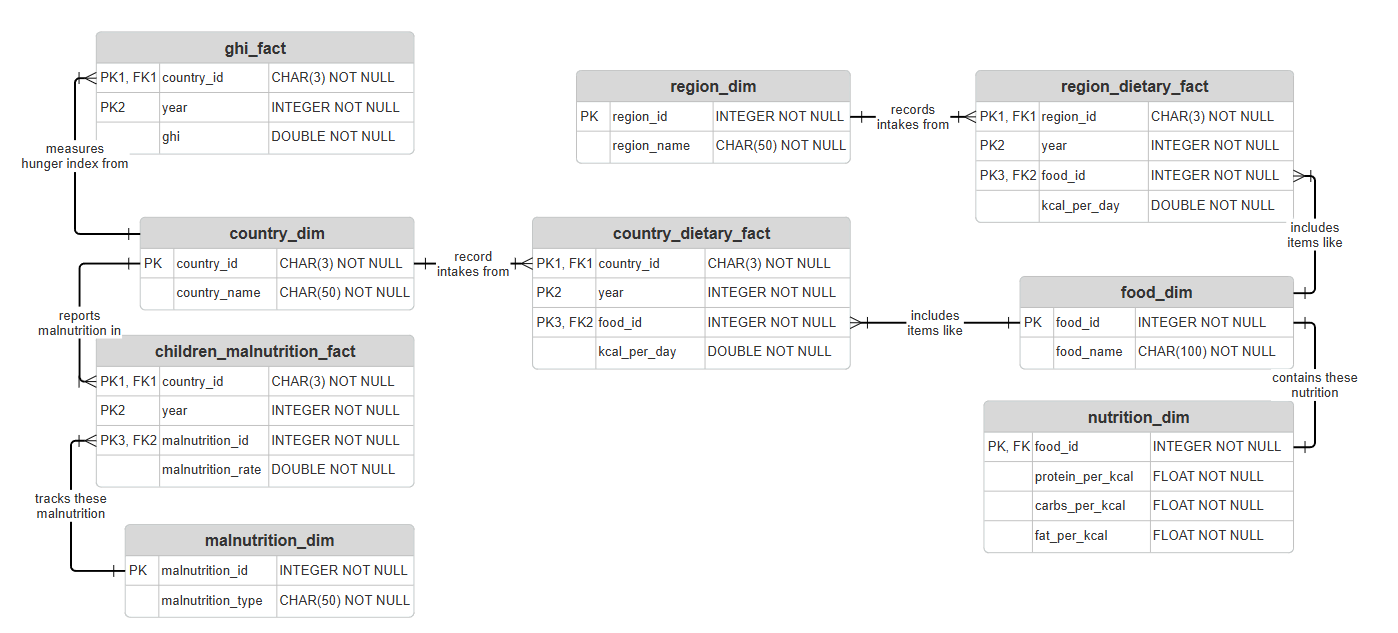 ghi_fact
PK1, FK1 country_id CHAR(3) NOT NULL
PK2 year INTEGER NOT NULL
ghi DOUBLE NOT NULL
measures
hunger index from
country_dim
PK country_id CHAR(3) NOT NULL
country_name CHAR(50) NOT NULL
reports
malnutrition in
children_malnutrition_fact
PK1, FK1 country_id CHAR(3) NOT NULL
PK2 year INTEGER NOT NULL
PK3, FK2 malnutrition_id INTEGER NOT NULL
malnutrition_rate DOUBLE NOT NULL
tracks these
malnutrition
malnutrition_dim
PK malnutrition_id INTEGER NOT NULL
malnutrition_type CHAR(50) NOT NULL
record
intakes from
region_dim
PK region_id INTEGER NOT NULL
region_name CHAR(50) NOT NULL
records
intakes from
country_dietary_fact
PK1, FK1 country_id CHAR(3) NOT NULL
PK2 year INTEGER NOT NULL
PK3, FK2 food_id INTEGER NOT NULL
kcal_per_day DOUBLE NOT NULL
includes
items like
region_dietary_fact
PK1, FK1 region_id CHAR(3) NOT NULL
PK2 year INTEGER NOT NULL
PK3, FK2 food_id INTEGER NOT NULL
kcal_per_day DOUBLE NOT NULL
includes
items like
food_dim
PK food_id INTEGER NOT NULL
food_name CHAR(100) NOT NULL
contains these
nutrition
nutrition_dim
PK, FK food_id INTEGER NOT NULL
protein_per_kcal FLOAT NOT NULL
carbs_per_kcal FLOAT NOT NULL
fat_per_kcal FLOAT NOT NULL